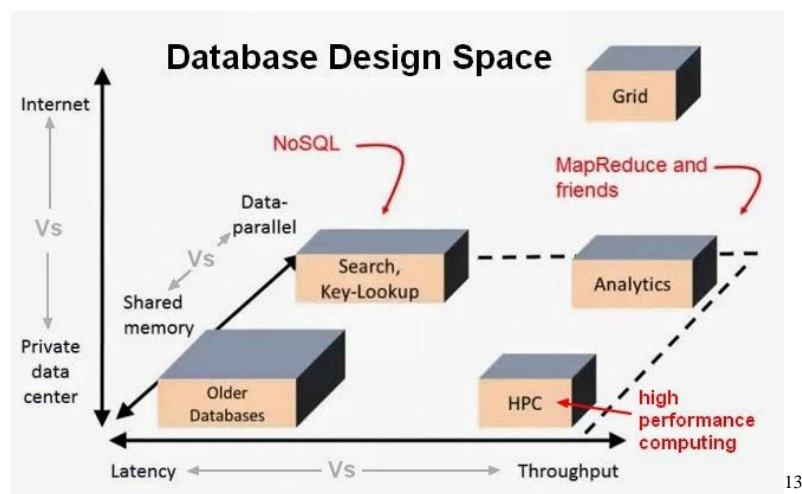 Database Design Space
Internet
Grid
NoSQL
MapReduce and
friends
Data-
parallel
Vs
Vs
Search,
Key-Lookup
Analytics
Shared
memory
Private
data
center
Older
Databases
HPC
high
performance
computing
Latency
Vs
Throughput
13